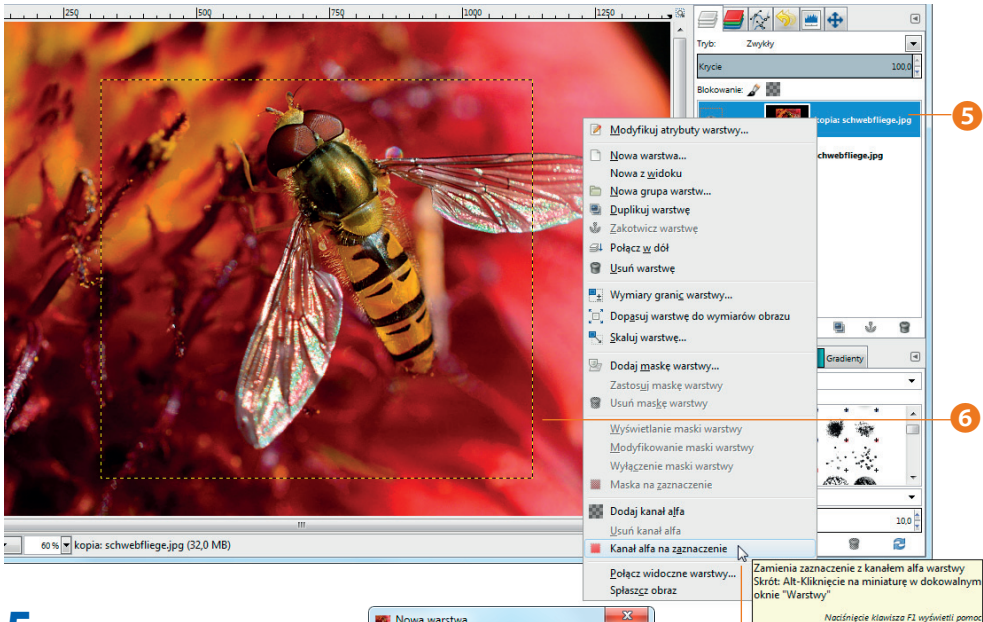 250 500 750 1000 1250
Tryb: Zwykły
Krycie 100,0
Blokowanie:
kopia: schwebfliege.jpg
5
chwebfliege.jpg
Modyfikuj atrybuty warstwy...
Nowa warstwa...
Nowa z widoku
Nowa grupa warstw...
Duplikuj warstwę
Zakotwicz warstwę
Połącz w dół
Usuń warstwę
Wymiary granic warstwy...
Dopasuj warstwę do wymiarów obrazu
Skaluj warstwę...
Gradienty
Dodaj maskę warstwy...
Zastosuj maskę warstwy
Usuń maskę warstwy
6
Wyświetlanie maski warstwy
Modyfikowanie maski warstwy
Wyłączenie maski warstwy
Maska na zaznaczenie
Dodaj kanał alfa
10,0
Usuń kanał alfa
Kanał alfa na zaznaczenie
60 % kopia: schwebfliege.jpg (32,0 MB)
Połącz widoczne warstwy...
Spłaszcz obraz
Zamienia zaznaczenie z kanałem alfa warstwy
Skrót: Alt-Kliknięcie na miniaturę w dokowalnym
oknie "Warstwy"
Naciśnięcie klawisza F1 wyświetli pomoc
Nowa warstwa